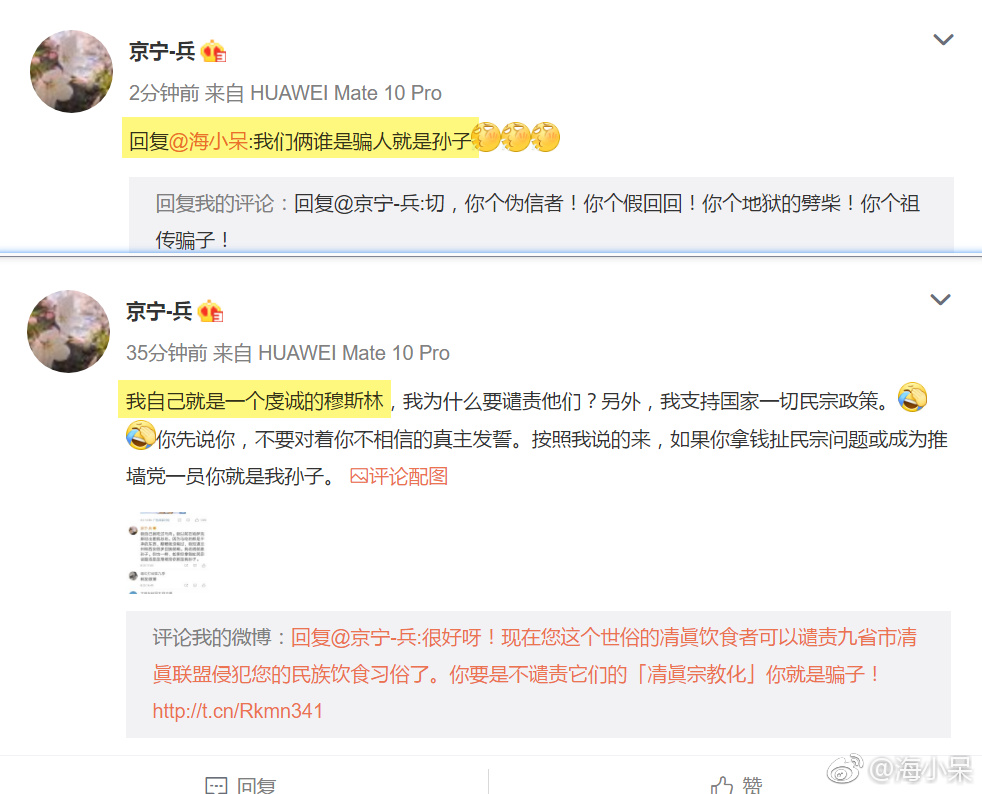 京宁-兵
2分钟前 来自 HUAWEI Mate 10 Pro
回复@海小呆:我们俩谁是骗人就是孙子
回复我的评论：回复@京宁-兵:切，你个伪信者！你个假回回！你个地狱的劈柴！你个祖
传骗子！
京宁-兵
35分钟前 来自 HUAWEI Mate 10 Pro
我自己就是一个虔诚的穆斯林，我为什么要谴责他们？另外，我支持国家一切民宗政策。
你先说你，不要对着你不相信的真主发誓。按照我说的来，如果你拿钱扯民宗问题或成为推
墙党一员你就是我孙子。 评论配图
评论我的微博：回复@京宁-兵:很好呀！现在您这个世俗的清眞饮食者可以谴责九省市清
眞联盟侵犯您的民族饮食习俗了。你要是不谴责它们的「清眞宗教化」你就是骗子！
http://t.cn/Rkmn341
回复
赞
@海小呆